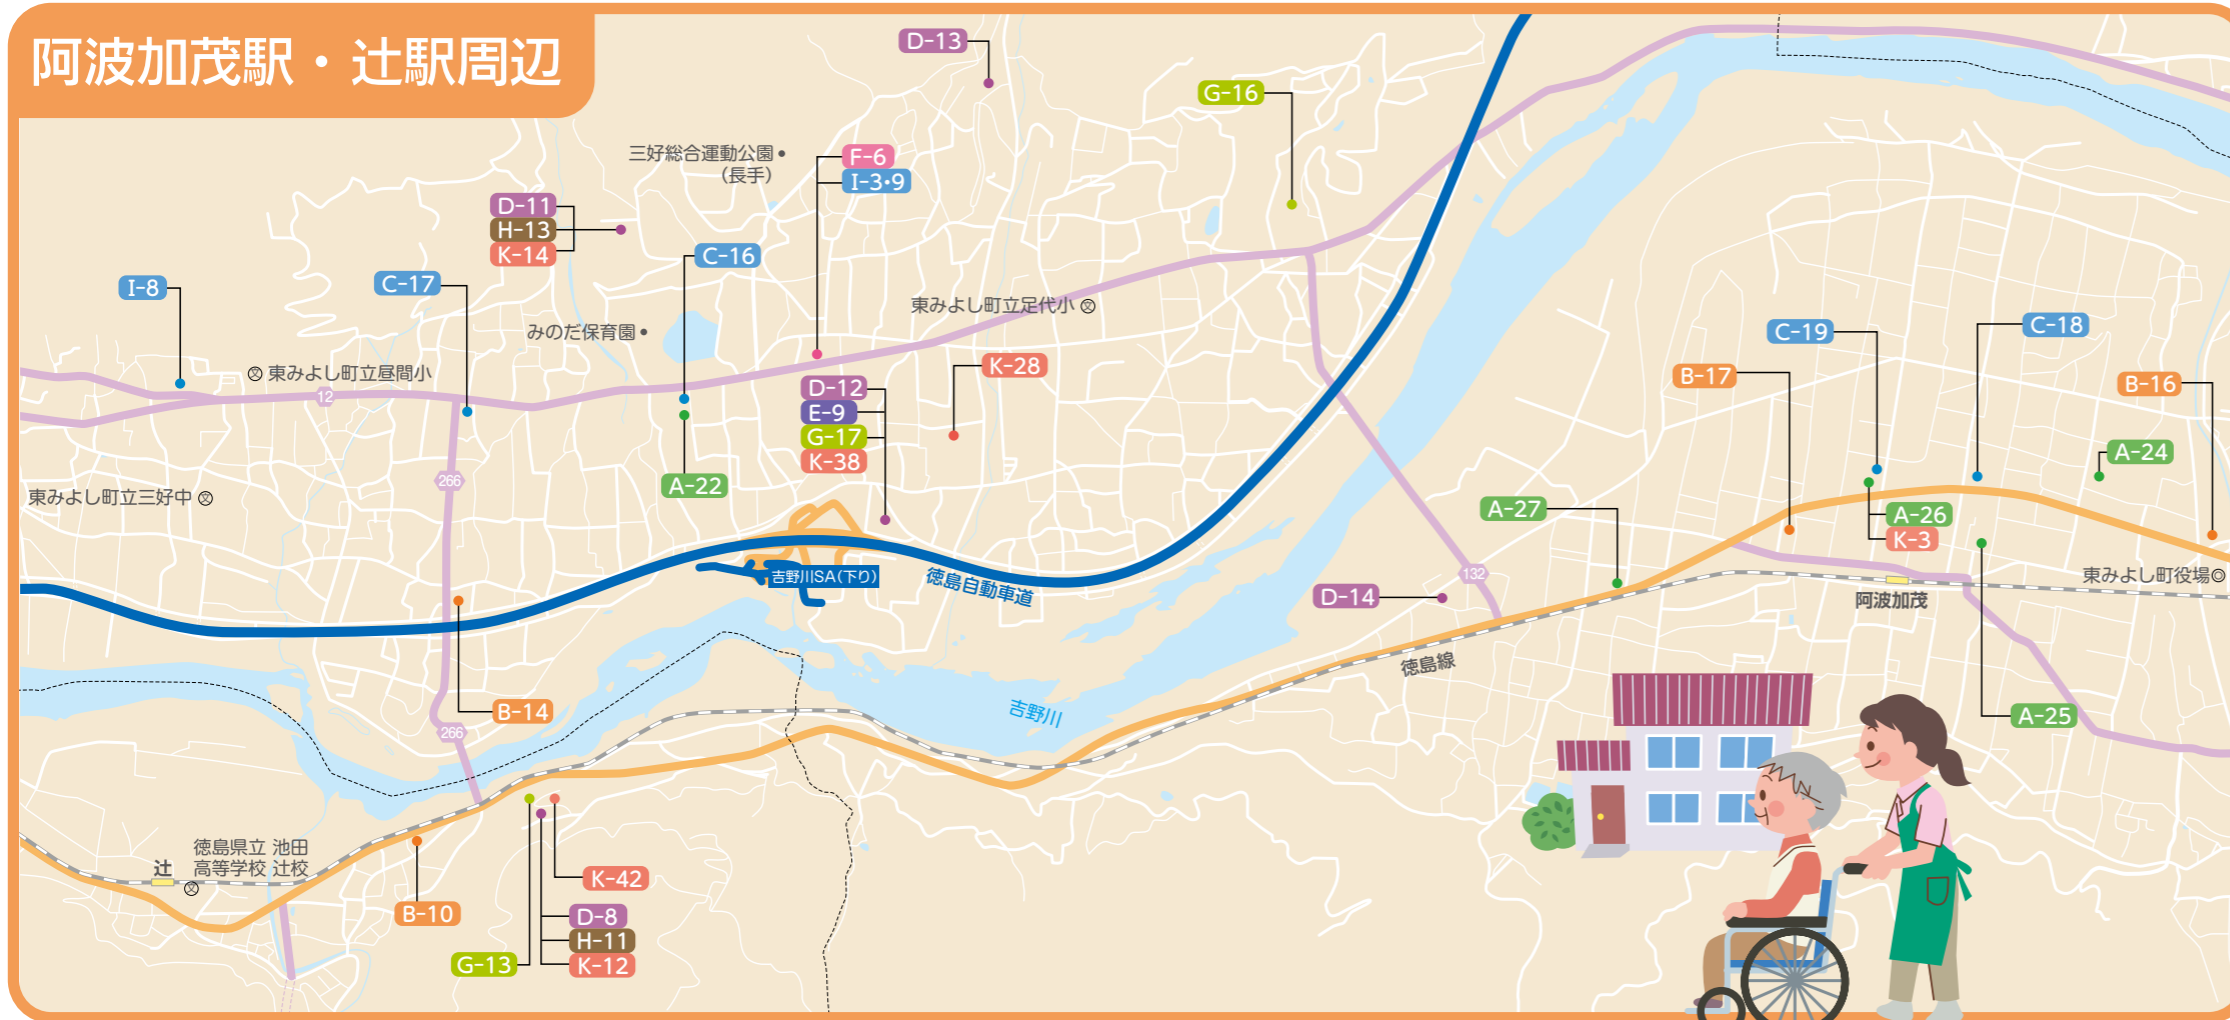 阿波加茂駅・辻駅周辺
D-13
G-16
三好総合運動公園
(長手)
F-6
I-3•9
D-11
H-13
K-14
C-16
I-8
C-17
東みよし町立足代小
みのだ保育園
C-19
C-18
東みよし町立昼間小
12
K-28
B-17
B-16
D-12
E-9
G-17
K-38
A-24
266
A-22
東みよし町立三好中
A-27
A-26
K-3
吉野川SA(下り)
徳島自動車道
132
東みよし町役場
D-14
阿波加茂
徳島線
B-14
吉野川
A-25
266
徳島県立 池田
高等学校 辻校
辻
K-42
B-10
D-8
H-11
K-12
G-13